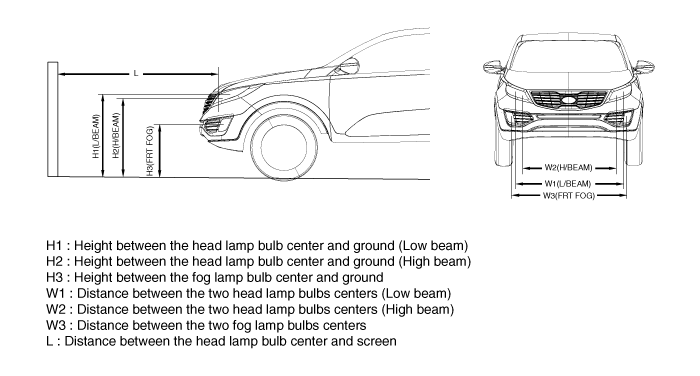 L
H1(L/BEAM)
H2(H/BEAM)
H3(FRT FOG)
W2(H/BEAM)
W1(L/BEAM)
W3(FRT FOG)
H1 : Height between the head lamp bulb center and ground (Low beam)
H2 : Height between the head lamp bulb center and ground (High beam)
H3 : Height between the fog lamp bulb center and ground
W1 : Distance between the two head lamp bulbs centers (Low beam)
W2 : Distance between the two head lamp bulbs centers (High beam)
W3 : Distance between the two fog lamp bulbs centers
L : Distance between the head lamp bulb center and screen